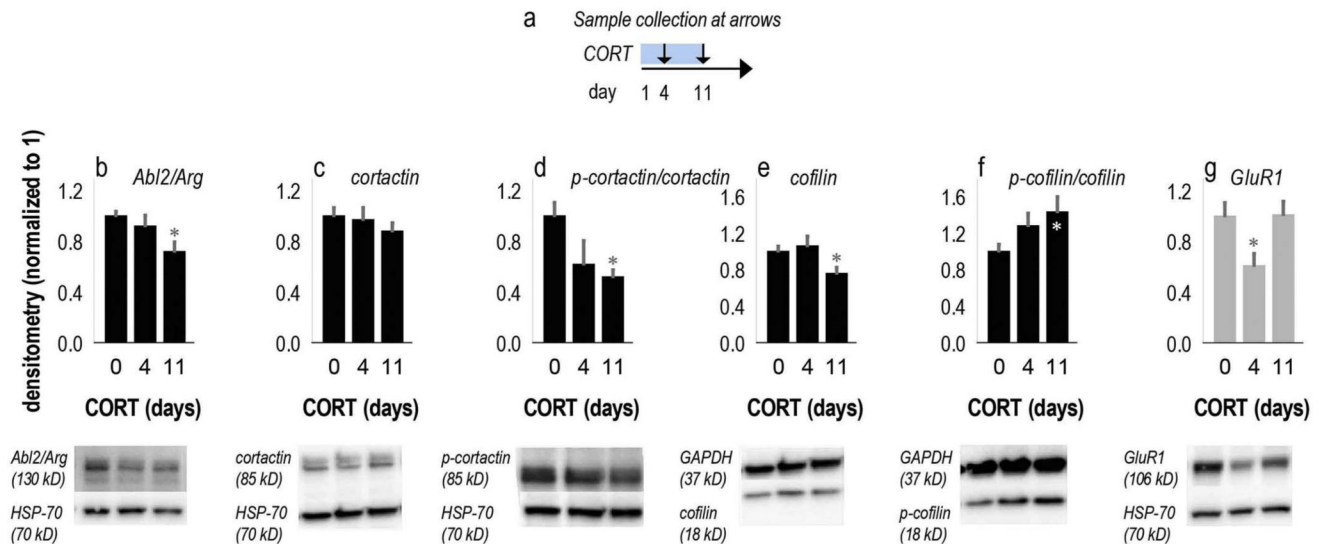 a Sample collection at arrows
CORT
day 1 4 11
densitometry (normalized to 1)
b Abl2/Arg
1.2
0.8
0.4
0.0
*
0 4 11
CORT (days)
c cortactin
1.2
0.8
0.4
0.0
0 4 11
CORT (days)
d p-cortactin/cortactin
1.2
0.8
0.4
0.0
*
0 4 11
CORT (days)
e cofilin
1.6
1.2
0.8
0.4
0.0
*
0 4 11
CORT (days)
f p-cofilin/cofilin
1.6
1.2
0.8
0.4
0.0
*
0 4 11
CORT (days)
g GluR1
1.2
0.8
0.4
0.0
*
0 4 11
CORT (days)
Abl2/Arg
(130 kD)
HSP-70
(70 kD)
cortactin
(85 kD)
HSP-70
(70 kD)
p-cortactin
(85 kD)
HSP-70
(70 kD)
GAPDH
(37 kD)
cofilin
(18 kD)
GAPDH
(37 kD)
p-cofilin
(18 kD)
GluR1
(106 kD)
HSP-70
(70 kD)